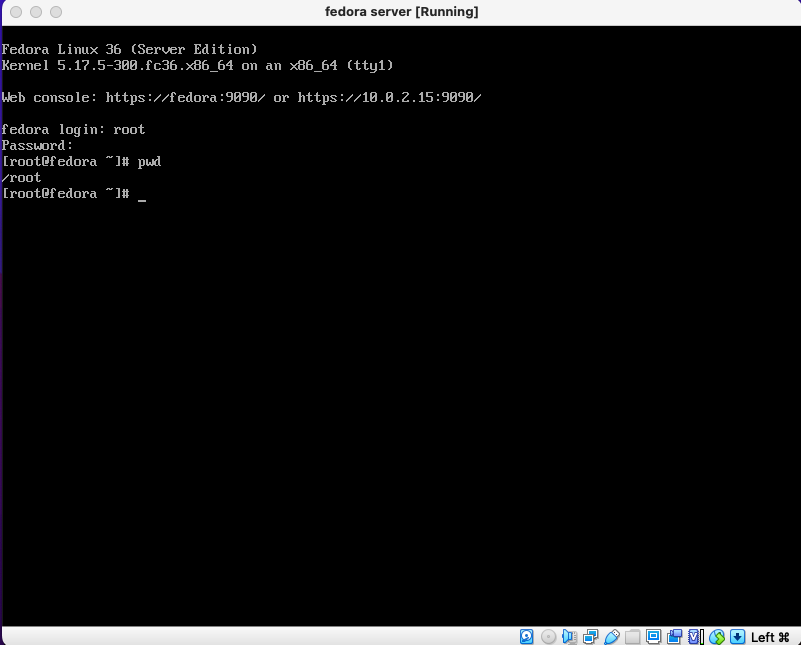 fedora server [Running]
Fedora Linux 36 (Server Edition)
Kernel 5.17.5-300.fc36.x86_64 on an x86_64 (tty1)
Web console: https://fedora:9090/ or https://10.0.2.15:9090/
fedora login: root
Password:
[root@fedora ~]# pwd
/root
[root@fedora ~]# _
Left ⌘